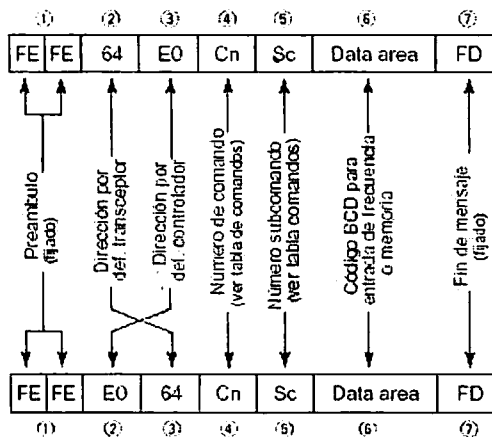 ① ② ③ ④ ⑤ ⑥ ⑦
FE FE 64 E0 Cn Sc Data area FD
Preambulo
(fijado)
Dirección por
def. transceptor
Dirección por
def. controlador
Número de comando
(ver tabla de comandos)
Número subcomando
(ver tabla comandos)
Código BCD para
entrada de frecuencia
o memoria
Fin de mensaje
(fijado)
FE FE E0 64 Cn Sc Data area FD
① ② ③ ④ ⑤ ⑥ ⑦